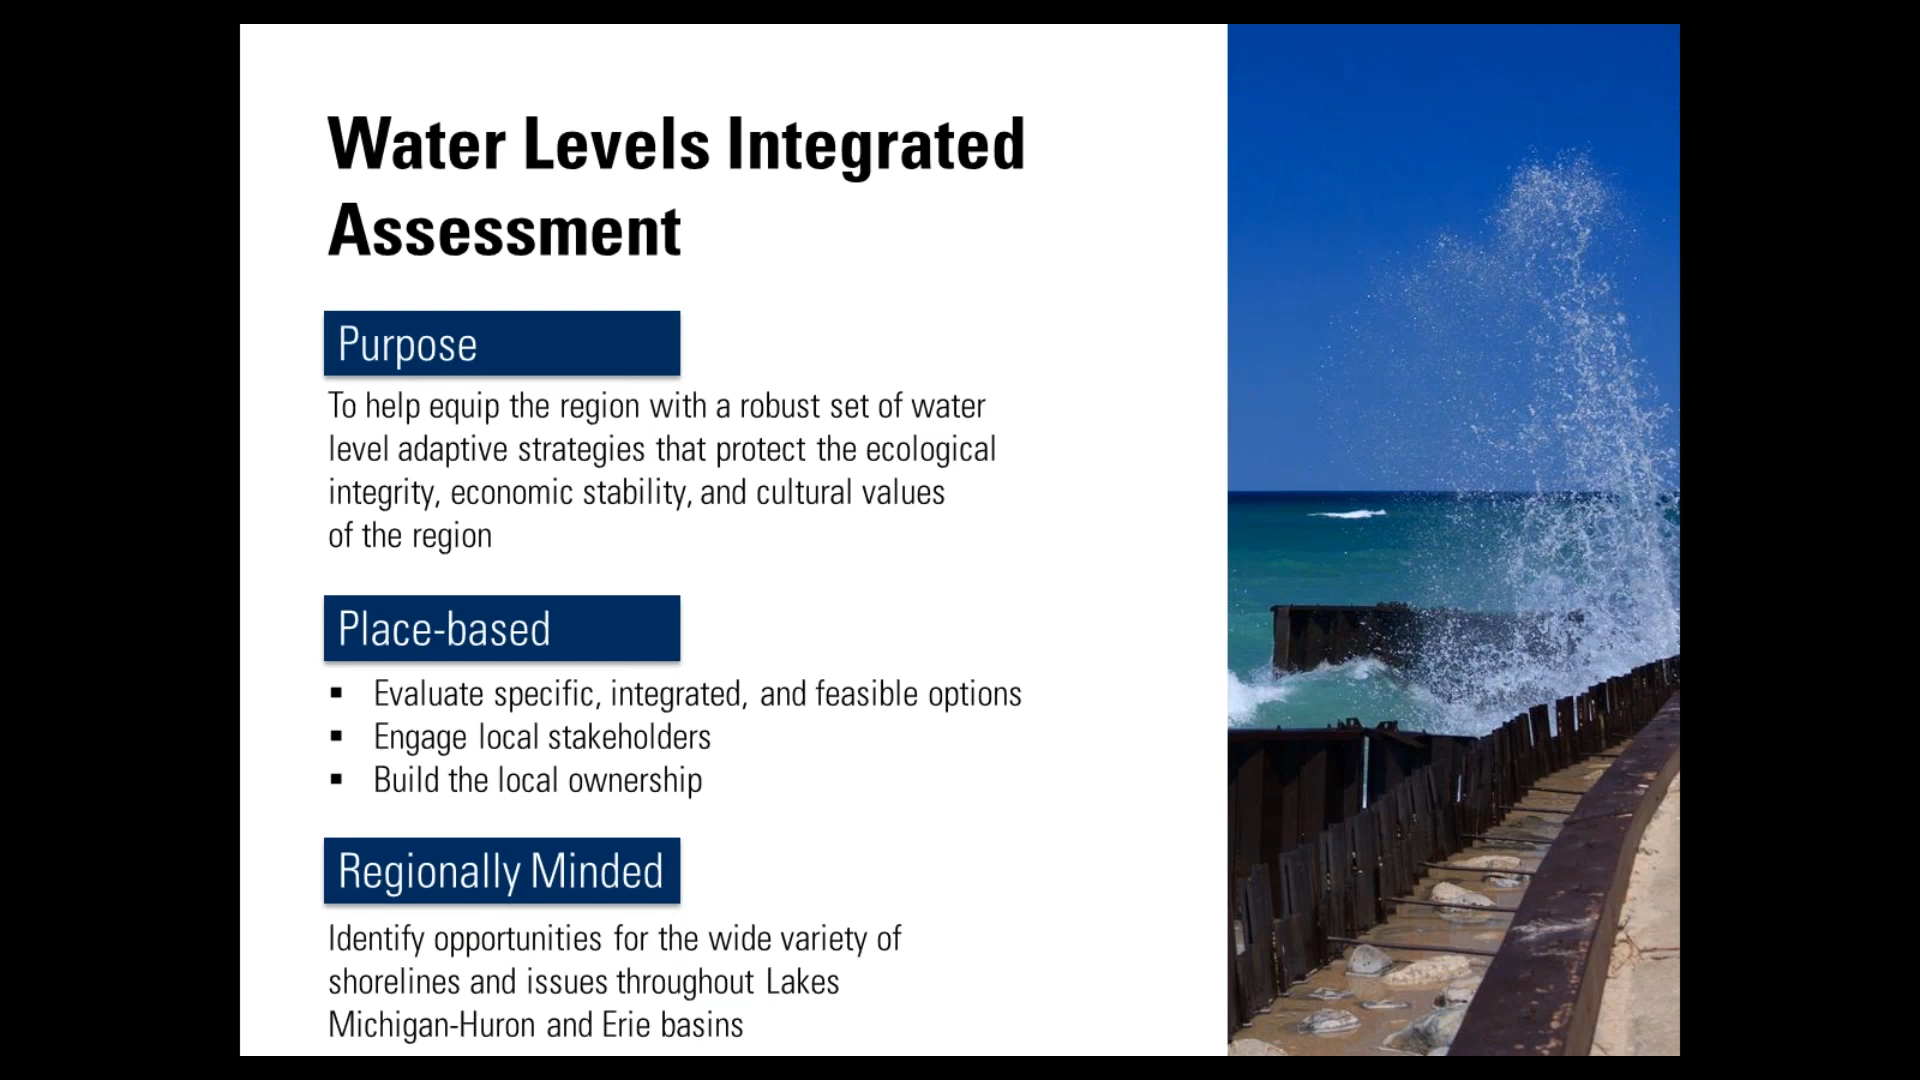 Water Levels Integrated
Assessment
Purpose
To help equip the region with a robust set of water
level adaptive strategies that protect the ecological
integrity, economic stability, and cultural values
of the region
Place-based
▪ Evaluate specific, integrated, and feasible options
▪ Engage local stakeholders
▪ Build the local ownership
Regionally Minded
Identify opportunities for the wide variety of
shorelines and issues throughout Lakes
Michigan-Huron and Erie basins